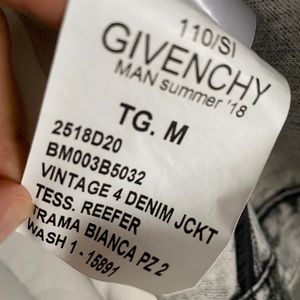 110/SI
GIVENCHY
MAN summer '18
TG. M
2518D20
BM003B5032
VINTAGE 4 DENIM JCKT
TESS. REEFER
TRAMA BIANCA PZ 2
WASH 1 - 15891